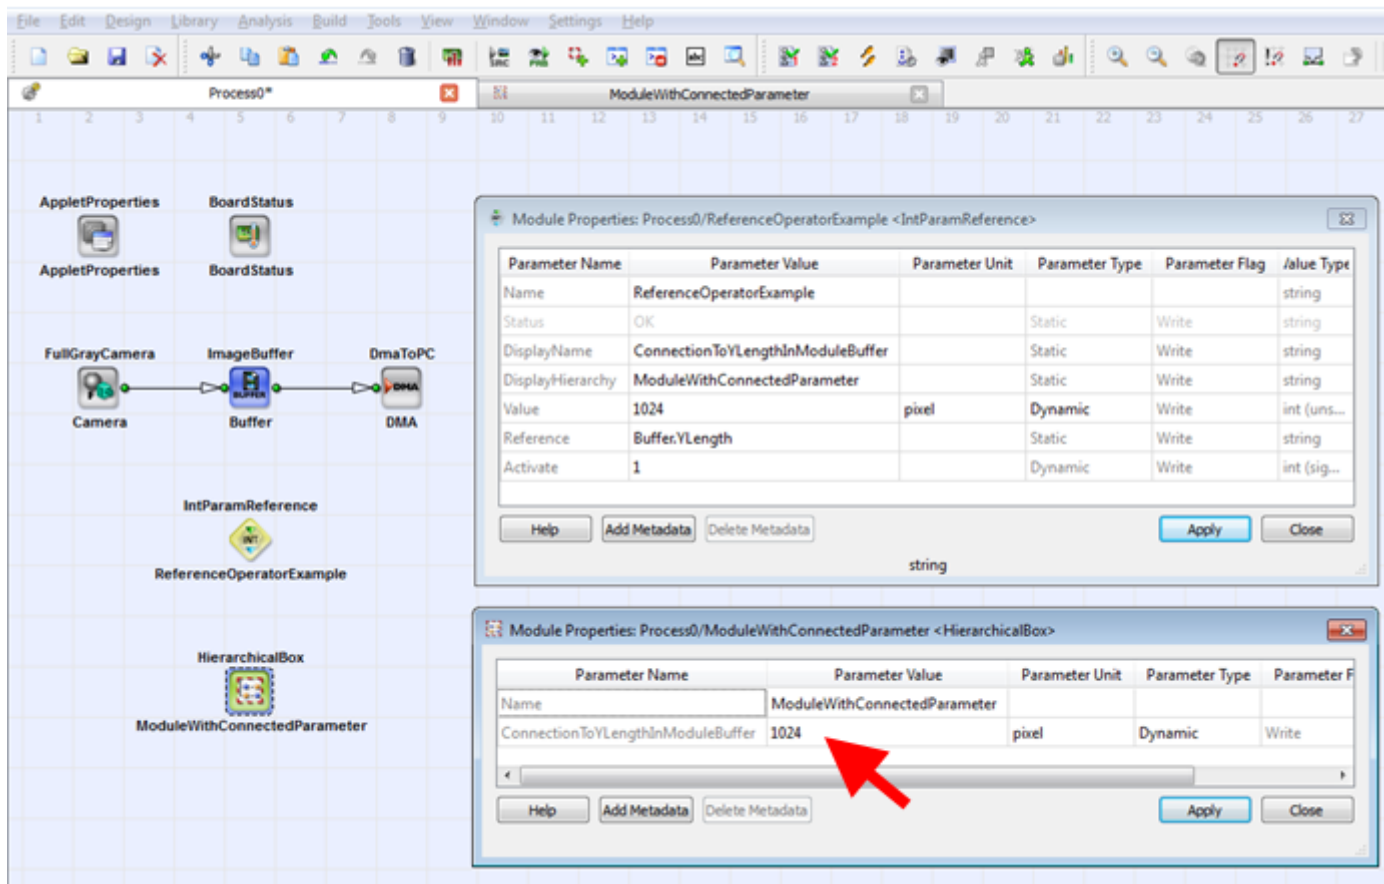 File Edit Design Library Analysis Build Tools View Window Settings Help
Process0* ModuleWithConnectedParameter
1 2 3 4 5 6 7 8 9 10 11 12 13 14 15 16 17 18 19 20 21 22 23 24 25 26 27
AppletProperties BoardStatus
AppletProperties BoardStatus
FullGrayCamera ImageBuffer DmaToPC
BUFFER DMA
Camera Buffer DMA
IntParamReference
INT
ReferenceOperatorExample
HierarchicalBox
ModuleWithConnectedParameter
Module Properties: Process0/ReferenceOperatorExample <IntParamReference>
Parameter Name Parameter Value Parameter Unit Parameter Type Parameter Flag /alue Type
Name ReferenceOperatorExample string
Status OK Static Write string
DisplayName ConnectionToYLengthInModuleBuffer Static Write string
DisplayHierarchy ModuleWithConnectedParameter Static Write string
Value 1024 pixel Dynamic Write int (uns...
Reference Buffer.YLength Static Write string
Activate 1 Dynamic Write int (sig...
Help Add Metadata Delete Metadata Apply Close
string
Module Properties: Process0/ModuleWithConnectedParameter <HierarchicalBox>
Parameter Name Parameter Value Parameter Unit Parameter Type Parameter F
Name ModuleWithConnectedParameter
ConnectionToYLengthInModuleBuffer 1024 pixel Dynamic Write
Help Add Metadata Delete Metadata Apply Close